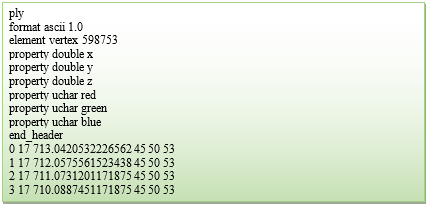 ply
format ascii 1.0
element vertex 598753
property double x
property double y
property double z
property uchar red
property uchar green
property uchar blue
end_header
0 17 713.0420532226562 45 50 53
1 17 712.0575561523438 45 50 53
2 17 711.0731201171875 45 50 53
3 17 710.0887451171875 45 50 53